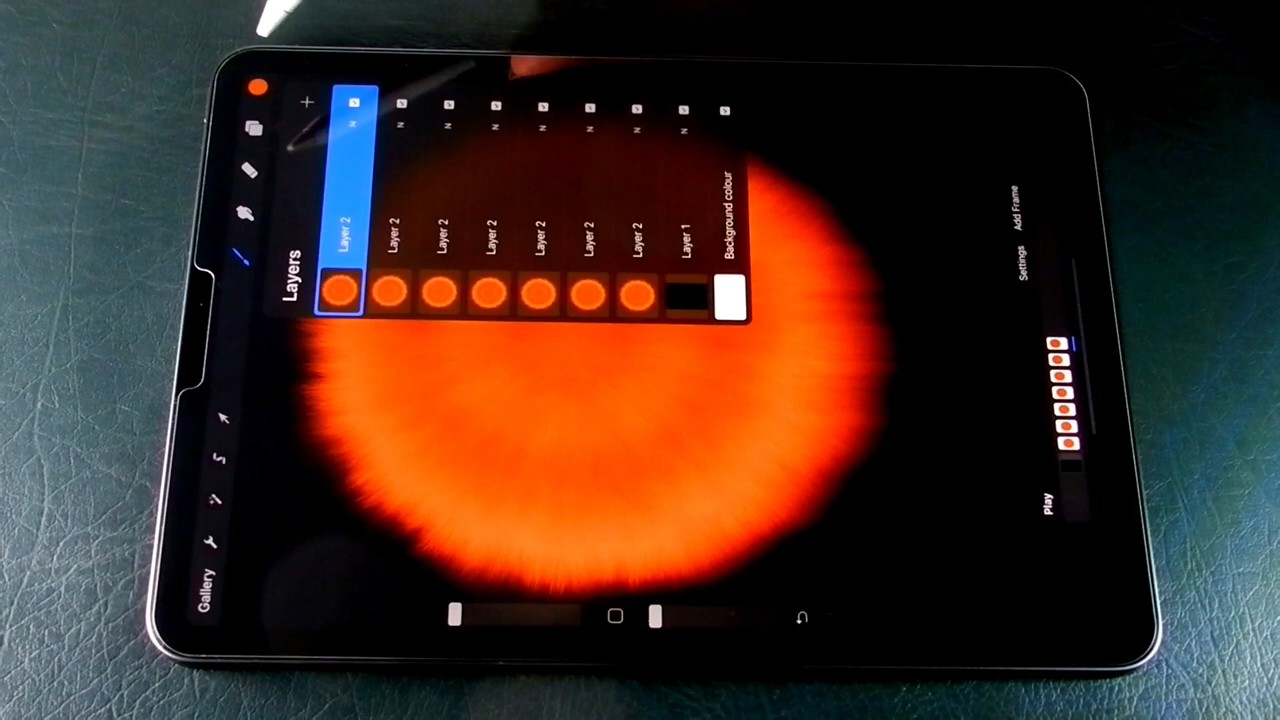 Gallery
Layers
Layer 2 N
Layer 2 N
Layer 2 N
Layer 2 N
Layer 2 N
Layer 2 N
Layer 2 N
Layer 1 N
Background colour
Play
Settings Add Frame